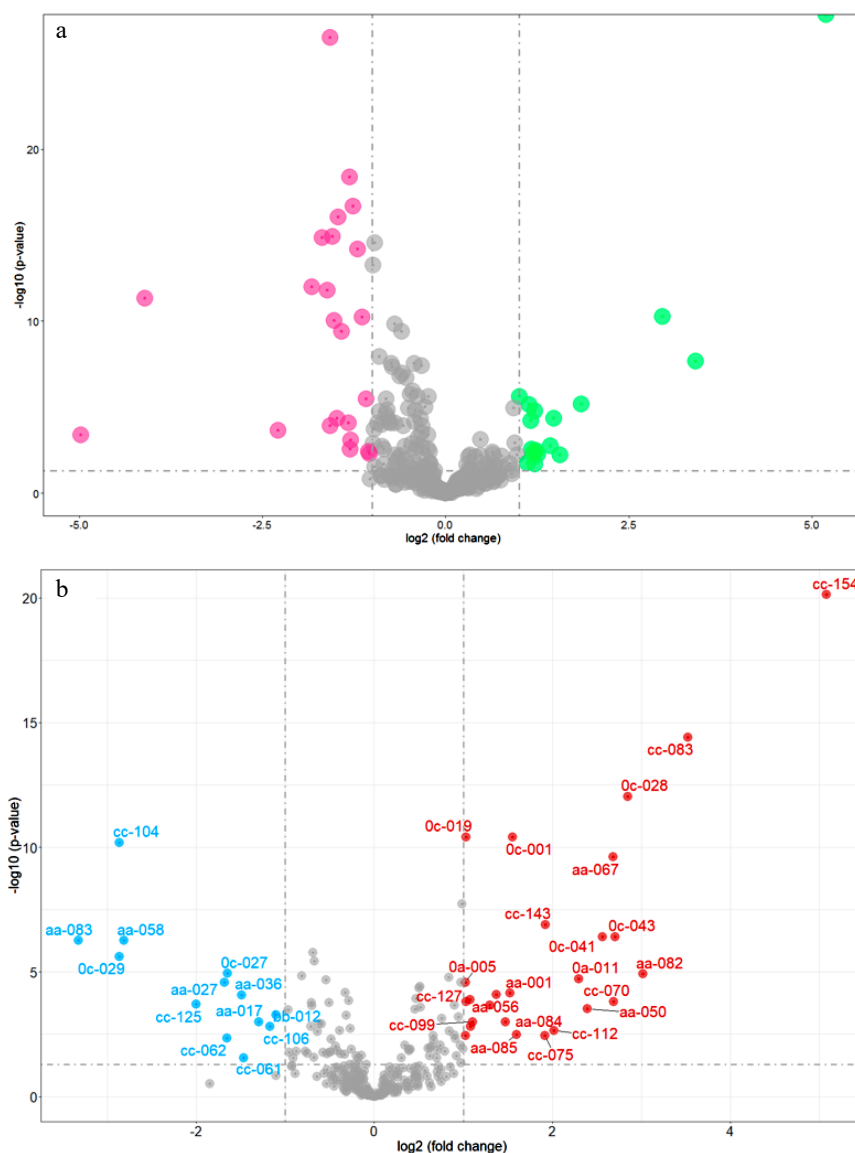 a
20
10
0
-log10 (p-value)
-5.0
-2.5
0.0
2.5
5.0
log2 (fold change)
b
cc-154
20
15
cc-083
0c-028
0c-019
0c-001
cc-104
10
aa-067
-log10 (p-value)
cc-143
aa-083
aa-058
0c-041
0c-043
0c-029
0c-027
0a-005
0a-011
aa-082
5
aa-027
aa-036
aa-001
cc-070
cc-125
cc-127
aa-056
aa-050
aa-017
bb-012
cc-099
aa-084
cc-112
cc-106
cc-062
aa-085
cc-075
cc-061
0
-2
0
2
4
log2 (fold change)